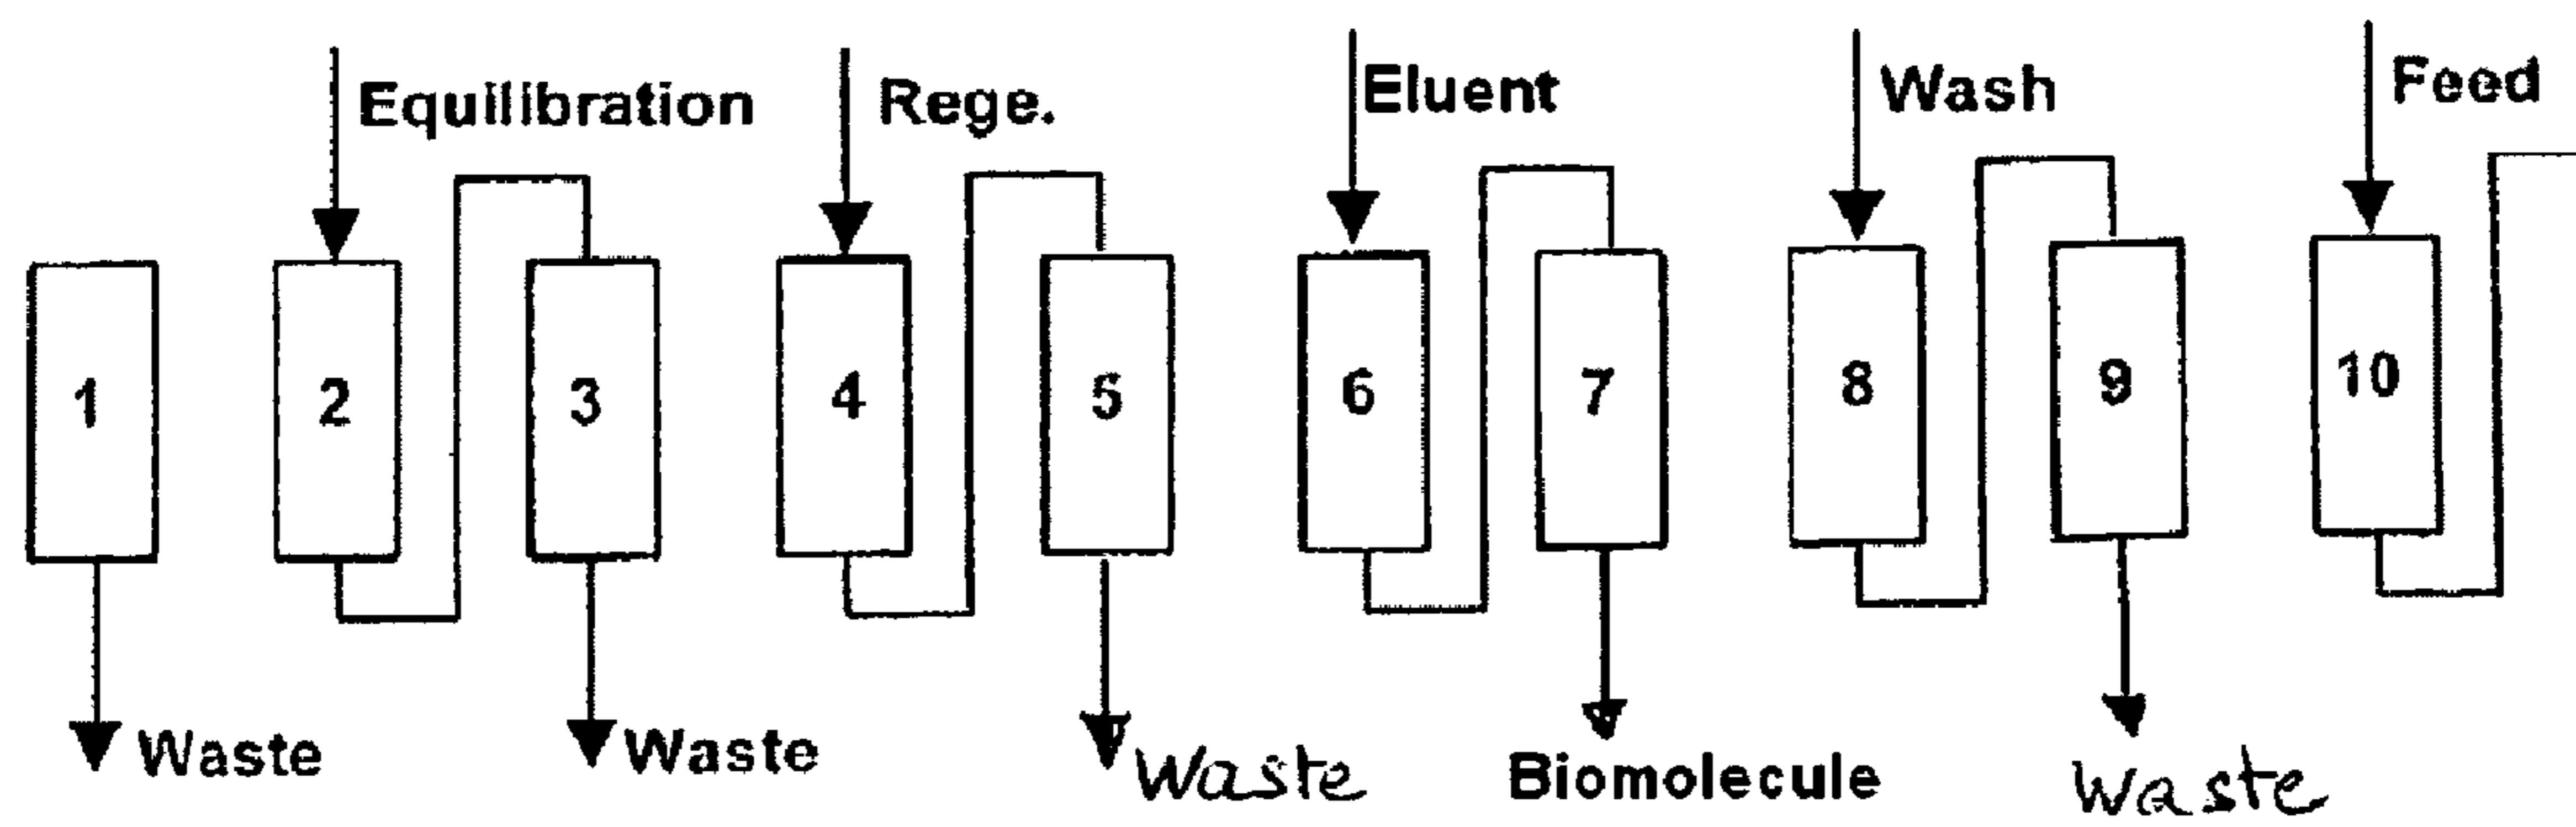 Equilibration Rege. Eluent Wash Feed
1 2 3 4 5 6 7 8 9 10
Waste Waste Waste Biomolecule Waste